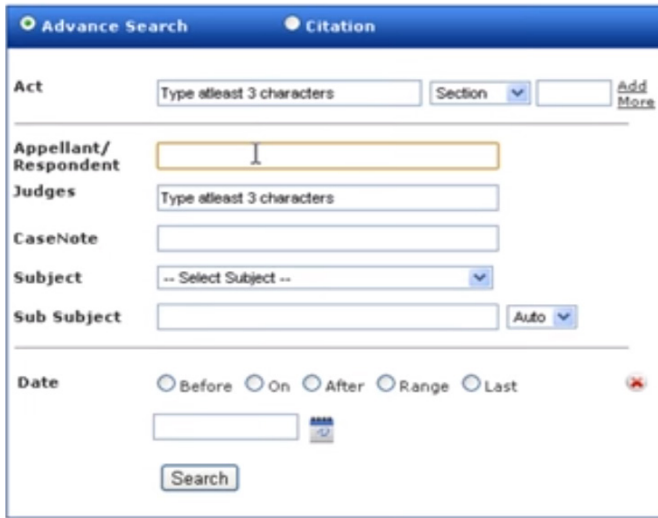 Advance Search Citation
Act Type atleast 3 characters Section Add More
Appellant/
Respondent
Judges Type atleast 3 characters
CaseNote
Subject -- Select Subject --
Sub Subject Auto
Date Before On After Range Last
Search